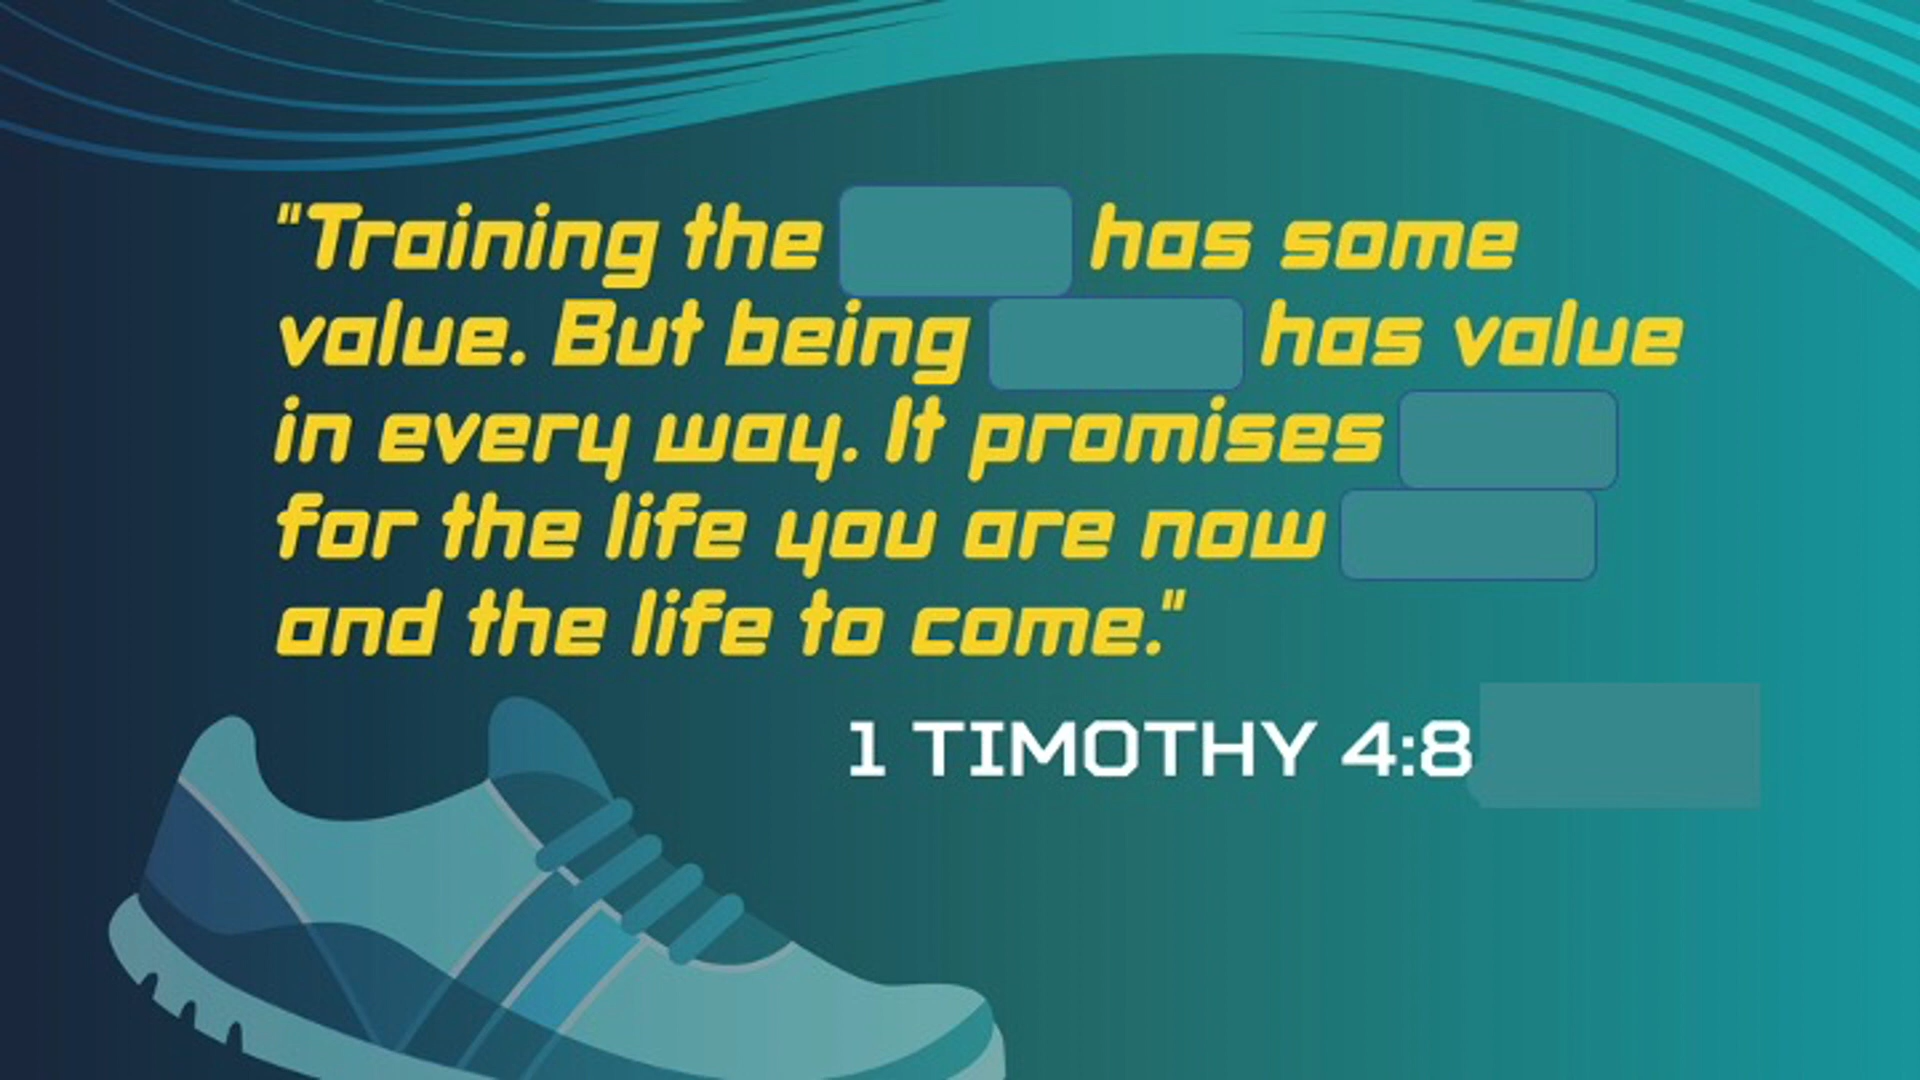 "Training the has some
value. But being has value
in every way. It promises
for the life you are now
and the life to come."
1 TIMOTHY 4:8